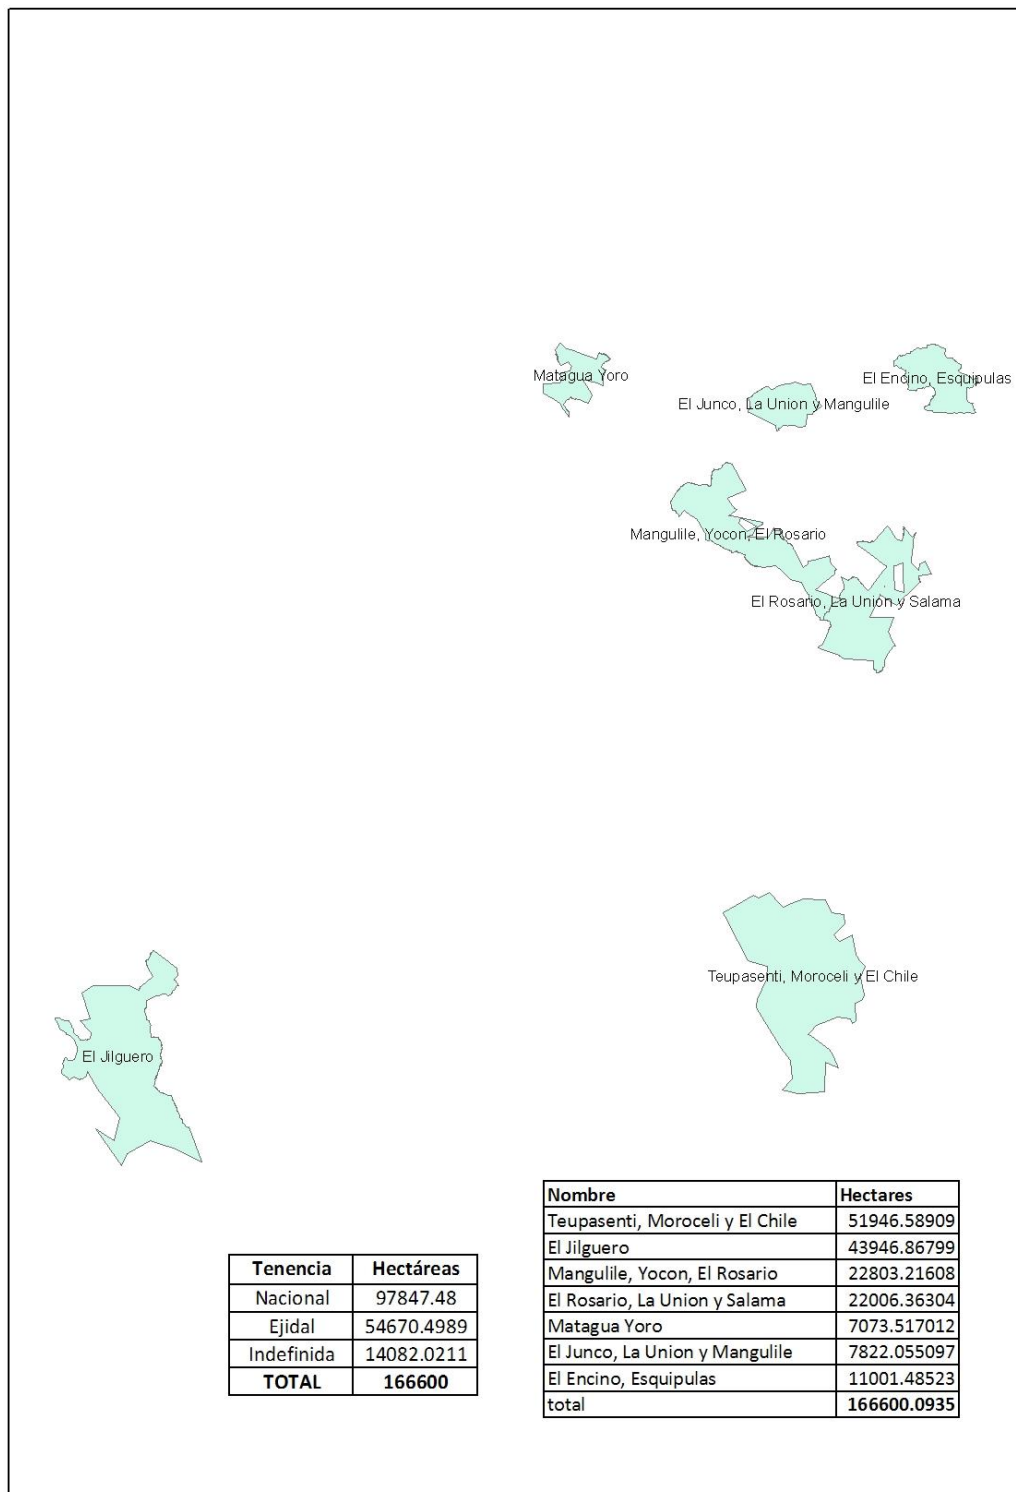 Matagua Yoro
El Encino, Esquipulas
El Junco, La Union y Mangulile
Mangulile, Yocon, El Rosario
El Rosario, La Union y Salama
Teupasenti, Moroceli y El Chile
El Jilguero
Nombre Hectares
Teupasenti, Moroceli y El Chile 51946.58909
El Jilguero 43946.86799
Mangulile, Yocon, El Rosario 22803.21608
El Rosario, La Union y Salama 22006.36304
Matagua Yoro 7073.517012
El Junco, La Union y Mangulile 7822.055097
El Encino, Esquipulas 11001.48523
total 166600.0935
Tenencia Hectáreas
Nacional 97847.48
Ejidal 54670.4989
Indefinida 14082.0211
TOTAL 166600